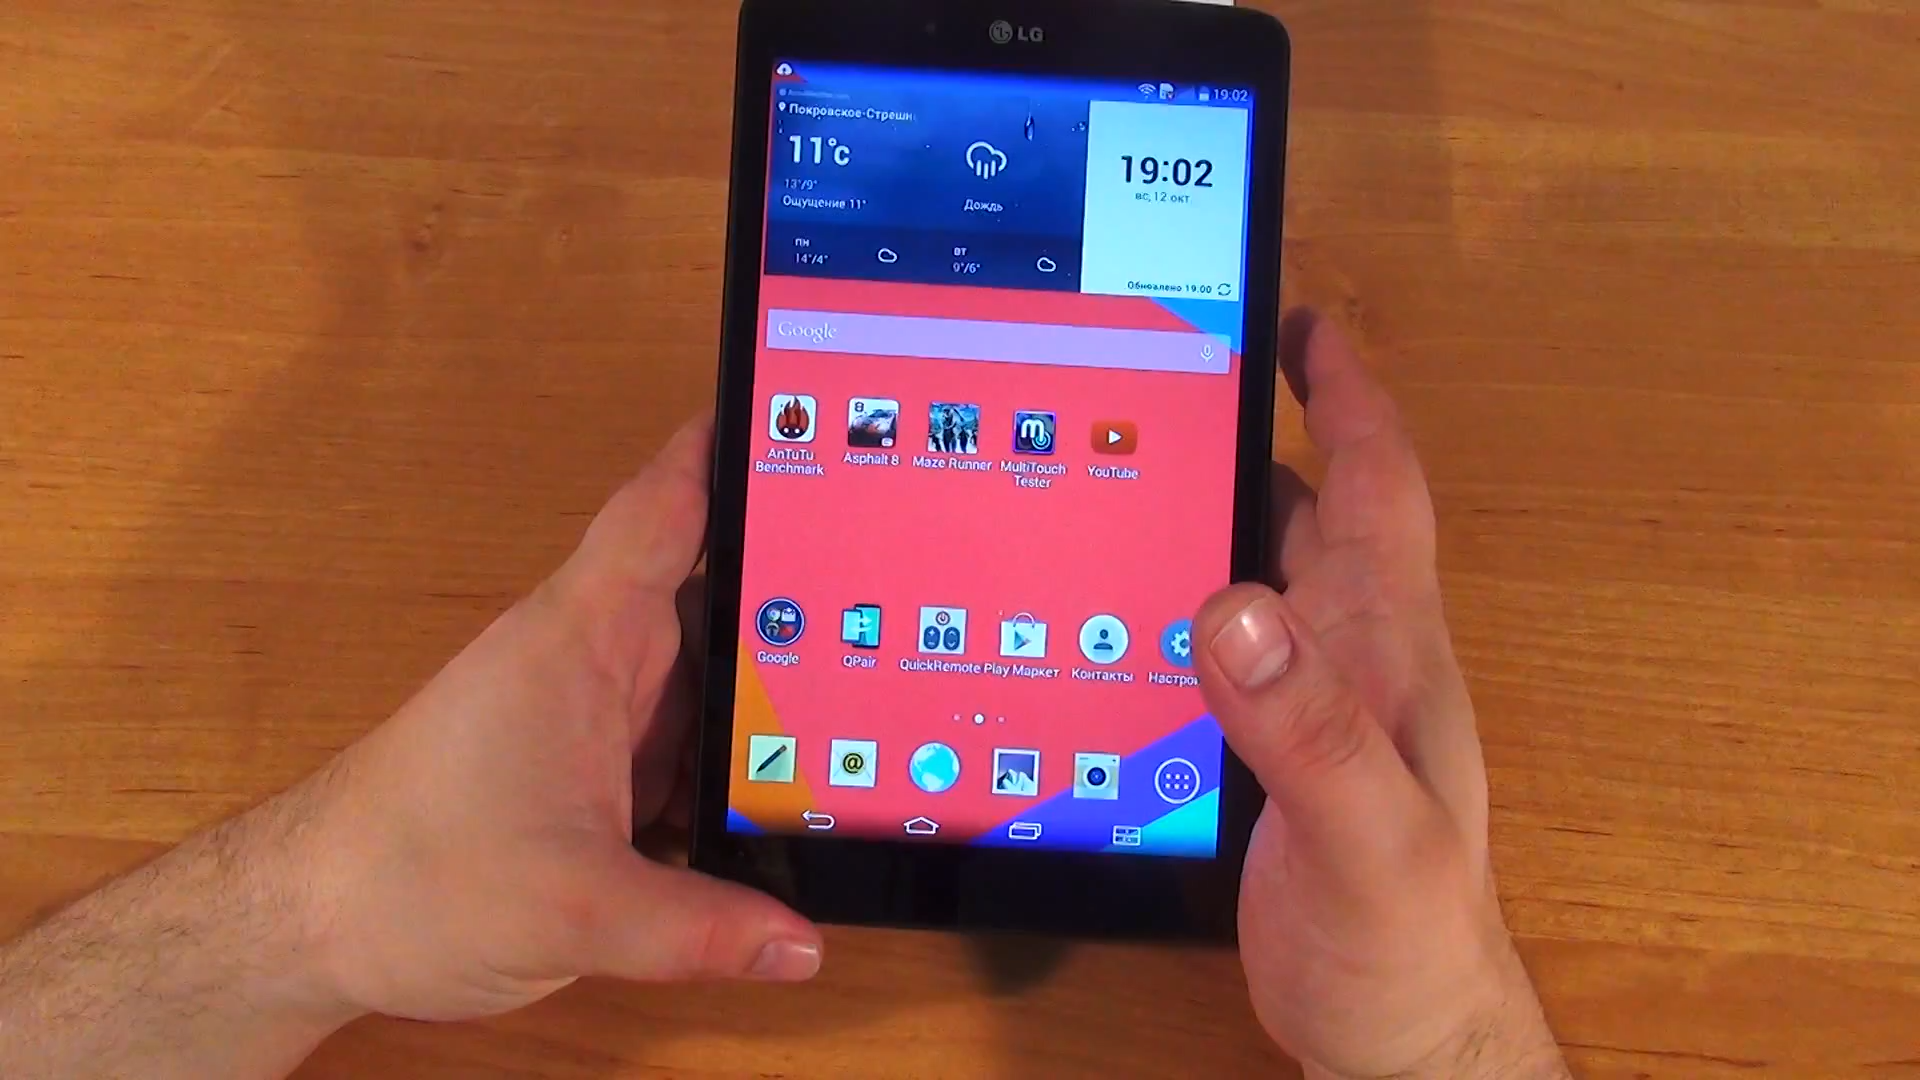 LG
19:02
Покровское-Стрешн
11°c
13°/9°
Ощущение 11°
Дождь
19:02
вс, 12 окт.
пн
14°/4°
вт
9°/6°
Обновлено 19:00
Google
AnTuTu
Benchmark
Asphalt 8
Maze Runner
MultiTouch
Tester
YouTube
Google
QPair
QuickRemote
Play Маркет
Контакты
Настрой